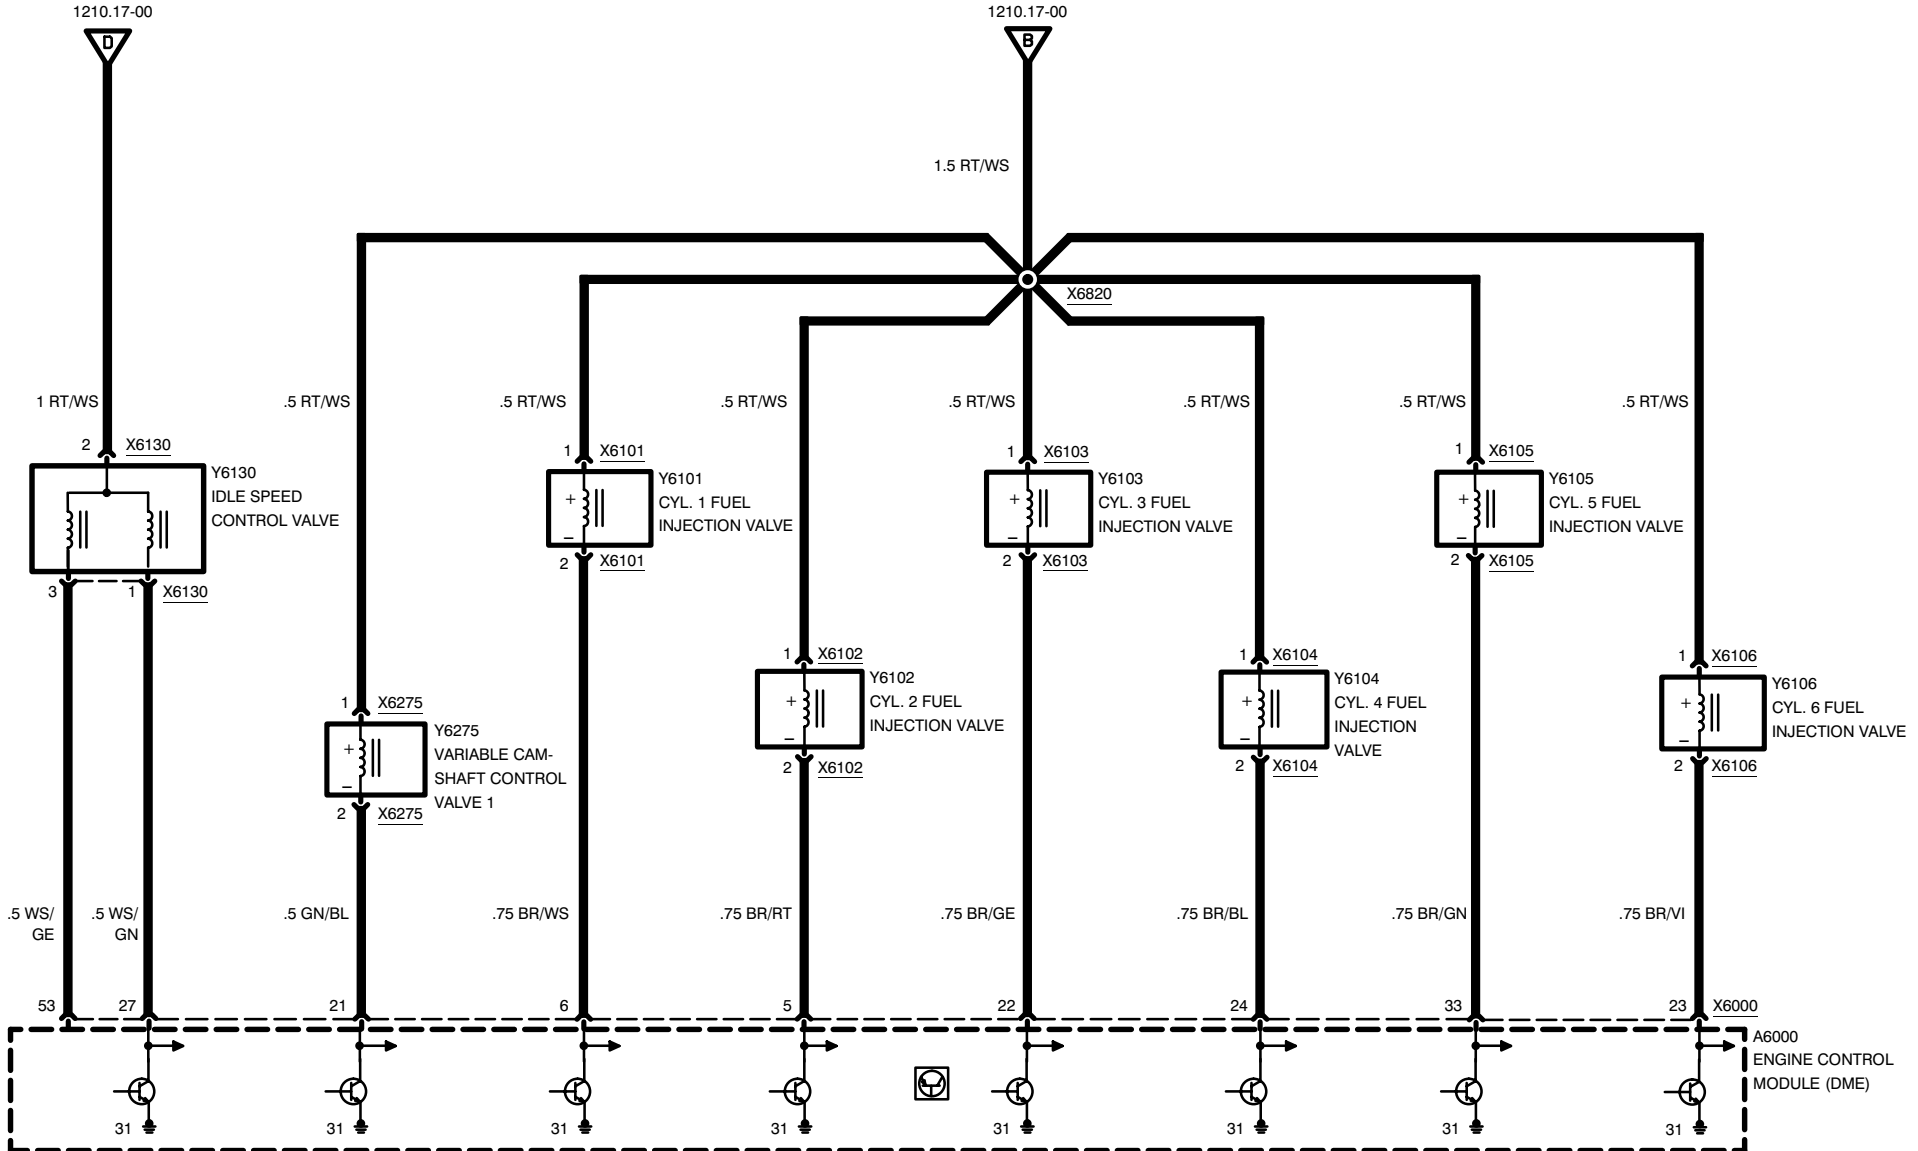 1210.17-00
1210.17-00
D
B
1.5 RT/WS
X6820
1 RT/WS
.5 RT/WS
.5 RT/WS
.5 RT/WS
.5 RT/WS
.5 RT/WS
.5 RT/WS
.5 RT/WS
2 X6130
Y6130
IDLE SPEED
CONTROL VALVE
3
1 X6130
1 X6101
+
Y6101
CYL. 1 FUEL
INJECTION VALVE
–
2 X6101
1 X6103
+
Y6103
CYL. 3 FUEL
INJECTION VALVE
–
2 X6103
1 X6105
+
Y6105
CYL. 5 FUEL
INJECTION VALVE
–
2 X6105
1 X6102
+
Y6102
CYL. 2 FUEL
INJECTION VALVE
–
2 X6102
1 X6104
+
Y6104
CYL. 4 FUEL
INJECTION
VALVE
–
2 X6104
1 X6106
+
Y6106
CYL. 6 FUEL
INJECTION VALVE
–
2 X6106
1 X6275
+
Y6275
VARIABLE CAM-
SHAFT CONTROL
VALVE 1
–
2 X6275
.5 WS/
GE
.5 WS/
GN
.5 GN/BL
.75 BR/WS
.75 BR/RT
.75 BR/GE
.75 BR/BL
.75 BR/GN
.75 BR/VI
53
27
21
6
5
22
24
33
23 X6000
A6000
ENGINE CONTROL
MODULE (DME)
31
31
31
31
31
31
31
31